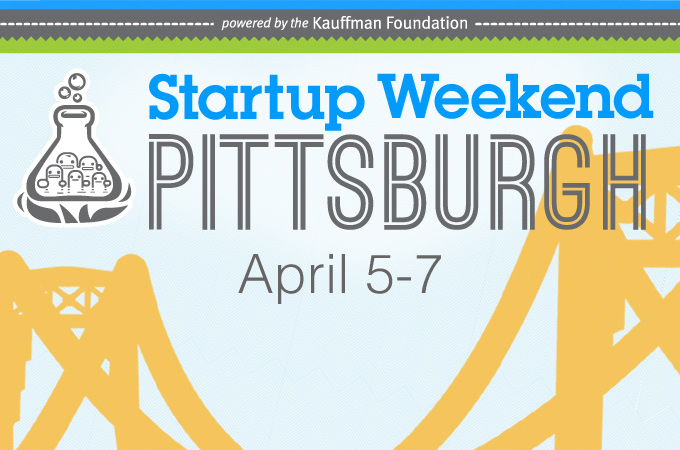 powered by the Kauffman Foundation
Startup Weekend
PITTSBURGH
April 5-7